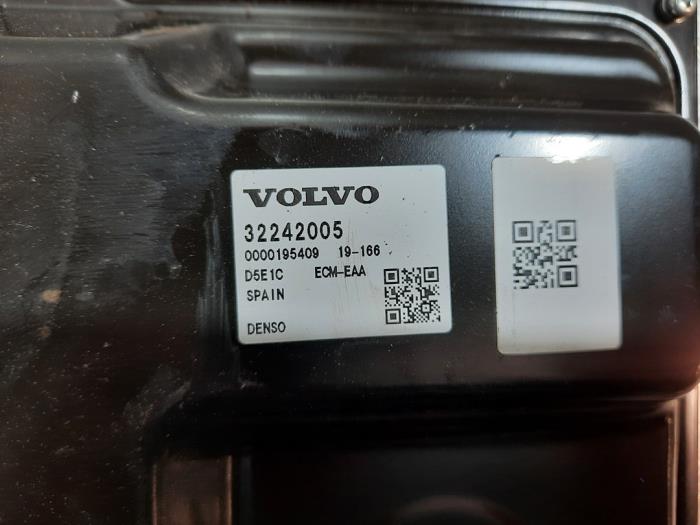 VOLVO
32242005
0000195409 19-166
D5E1C ECM-EAA
SPAIN
DENSO